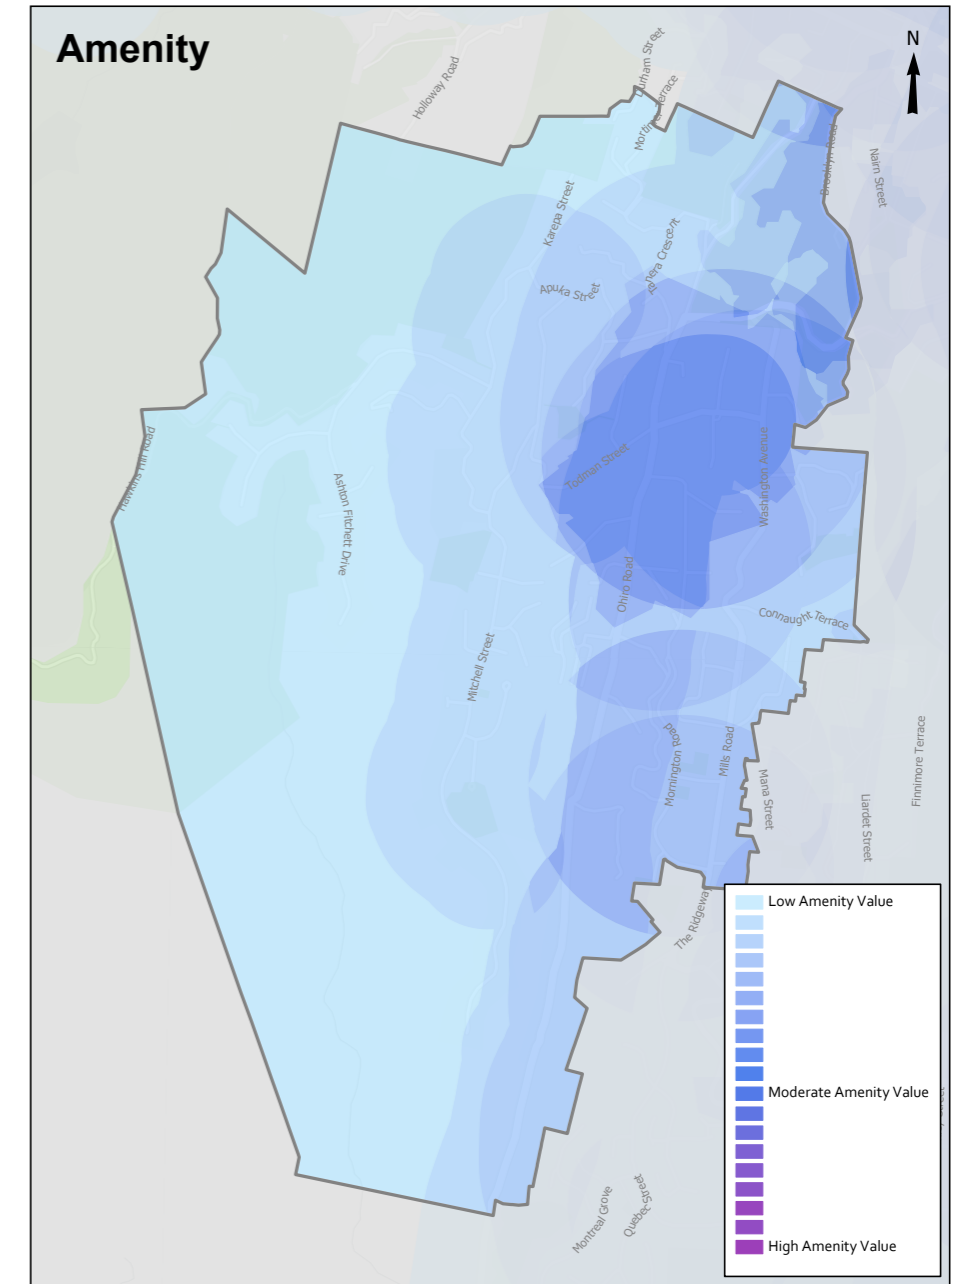 Amenity
N
Holloway Road
Durham Street
Mortimer Terrace
Brooklyn Road
Nairn Street
Karepa Street
Apuka Street
Crescent
Todman Street
Washington Avenue
Hawkins Hill Road
Ashton Fitchett Drive
Ohiro Road
Connaught Terrace
Mitchell Street
Mornington Road
Mills Road
Mana Street
Liardet Street
Finnimore Terrace
The Ridgeway
Montreal Grove
Quebec Street
Low Amenity Value
Moderate Amenity Value
High Amenity Value